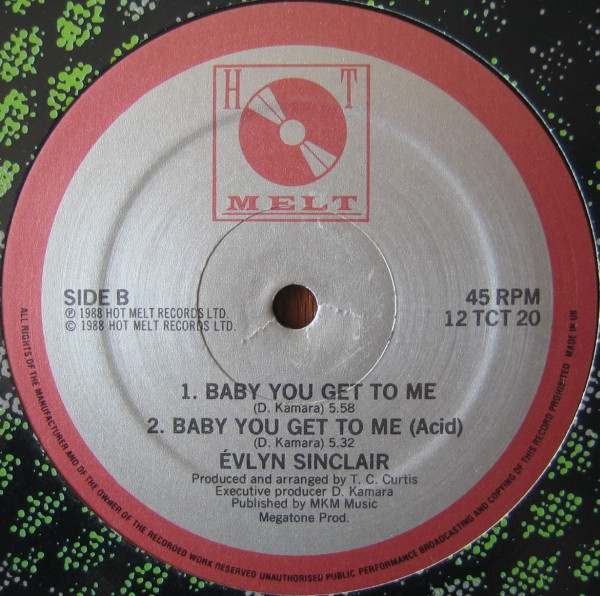 HOT
MELT
SIDE B
℗ 1988 HOT MELT RECORDS LTD.
© 1988 HOT MELT RECORDS LTD.
45 RPM
12 TCT 20
1. BABY YOU GET TO ME
(D. Kamara) 5.58
2. BABY YOU GET TO ME (Acid)
(D. Kamara) 5.32
ÉVLYN SINCLAIR
Produced and arranged by T. C. Curtis
Executive producer D. Kamara
Published by MKM Music
Megatone Prod.
ALL RIGHTS OF THE MANUFACTURER AND OF THE OWNER OF THE RECORDED WORK RESERVED UNAUTHORISED PUBLIC PERFORMANCE BROADCASTING AND COPYING OF THIS RECORD PROHIBITED MADE IN UK